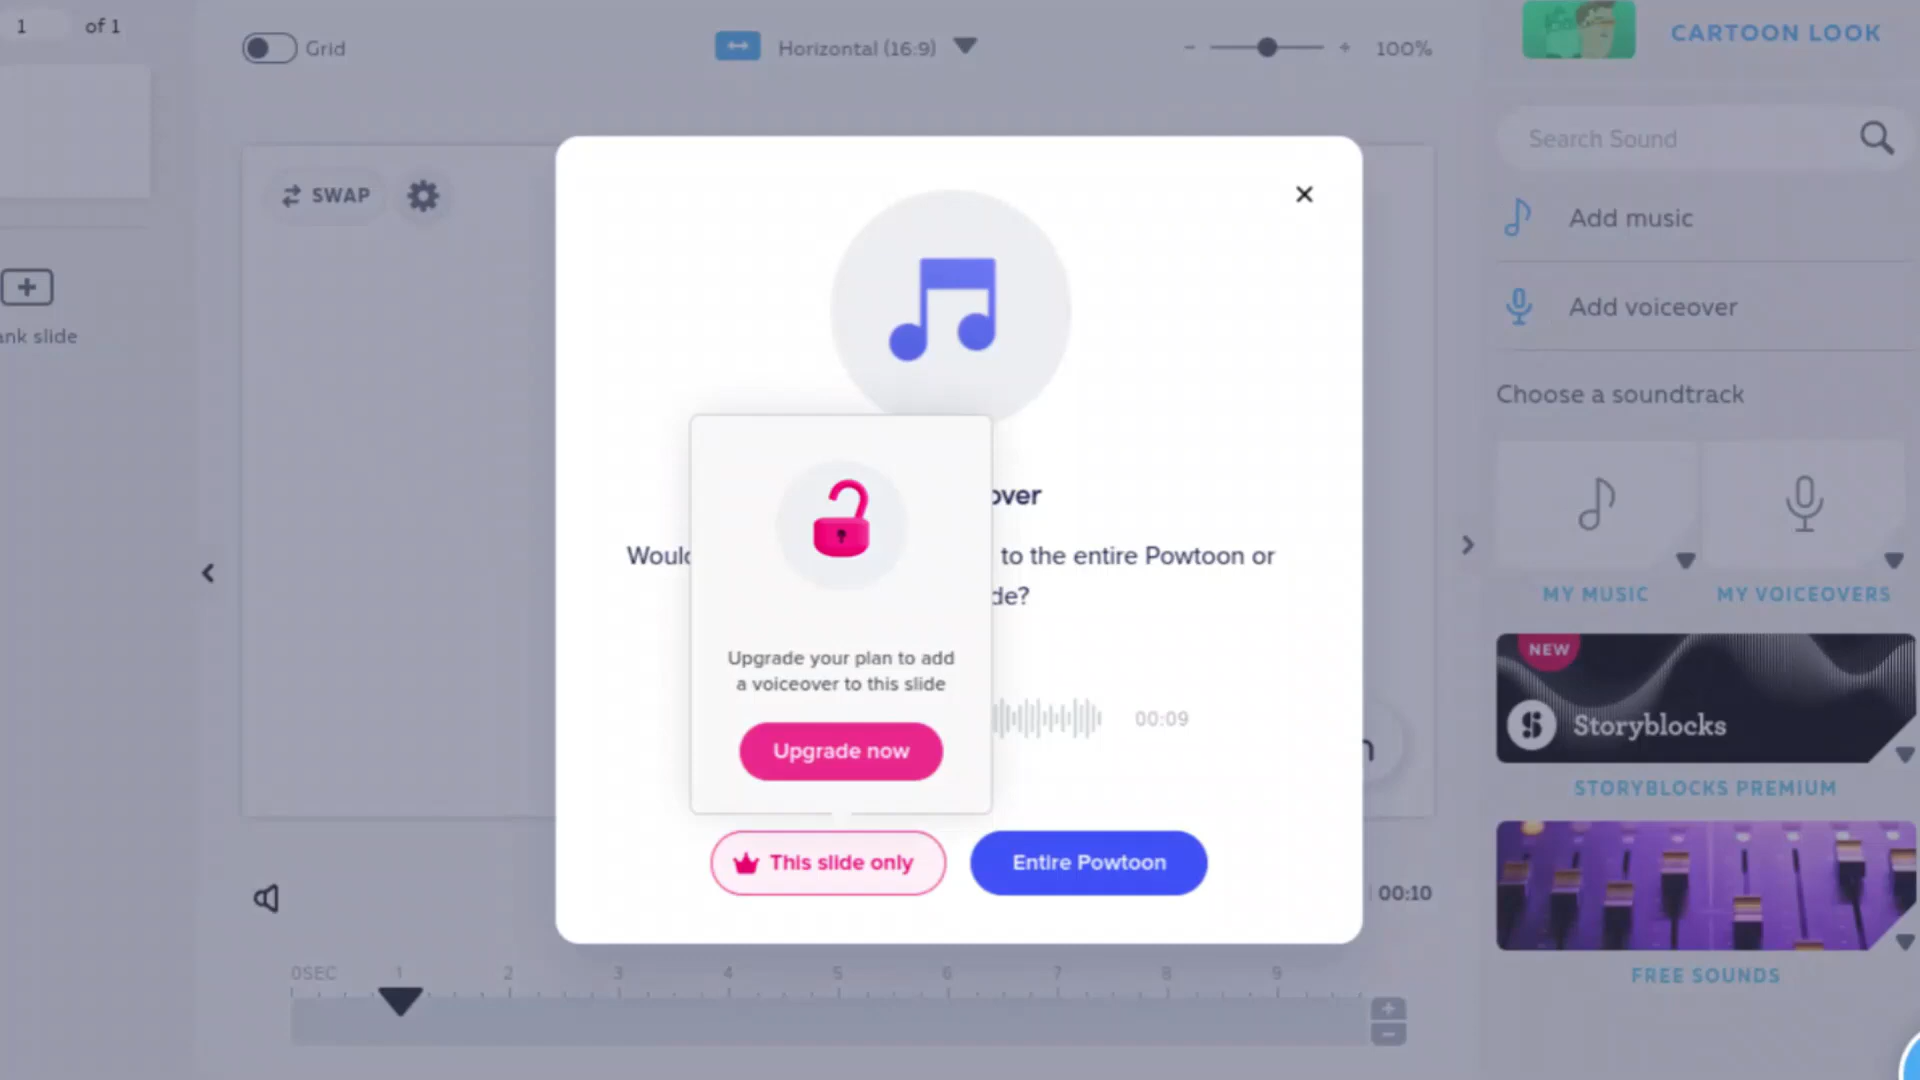 1 of 1
Grid
Horizontal (16:9)
- + 100%
CARTOON LOOK
Search Sound
SWAP
Add music
Add voiceover
ank slide
Choose a soundtrack
over
Would to the entire Powtoon or
de?
MY MUSIC MY VOICEOVERS
NEW
Storyblocks
STORYBLOCKS PREMIUM
Upgrade your plan to add
a voiceover to this slide
00:09
Upgrade now
This slide only
Entire Powtoon
00:10
FREE SOUNDS
0SEC 1 2 3 4 5 6 7 8 9
+
-